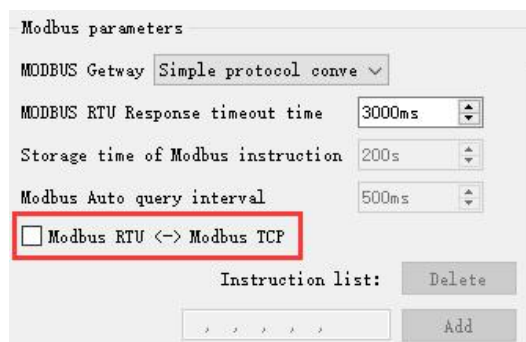 Modbus parameters
MODBUS Getway Simple protocol conve
MODBUS RTU Response timeout time 3000ms
Storage time of Modbus instruction 200s
Modbus Auto query interval 500ms
Modbus RTU <-> Modbus TCP
Instruction list: Delete
, , , , , Add